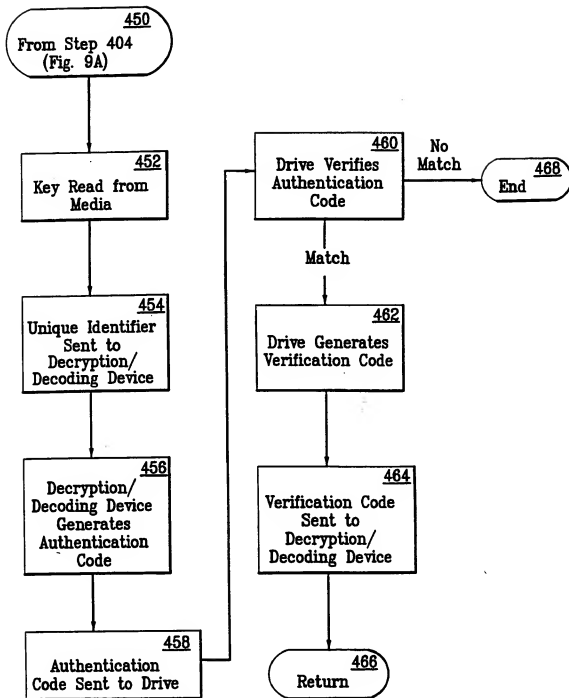 450
From Step 404
(Fig. 9A)
452
Key Read from
Media
454
Unique Identifier
Sent to
Decryption/
Decoding Device
456
Decryption/
Decoding Device
Generates
Authentication
Code
458
Authentication
Code Sent to Drive
460
Drive Verifies
Authentication
Code
No
Match
468
End
Match
462
Drive Generates
Verification Code
464
Verification Code
Sent to
Decryption/
Decoding Device
466
Return